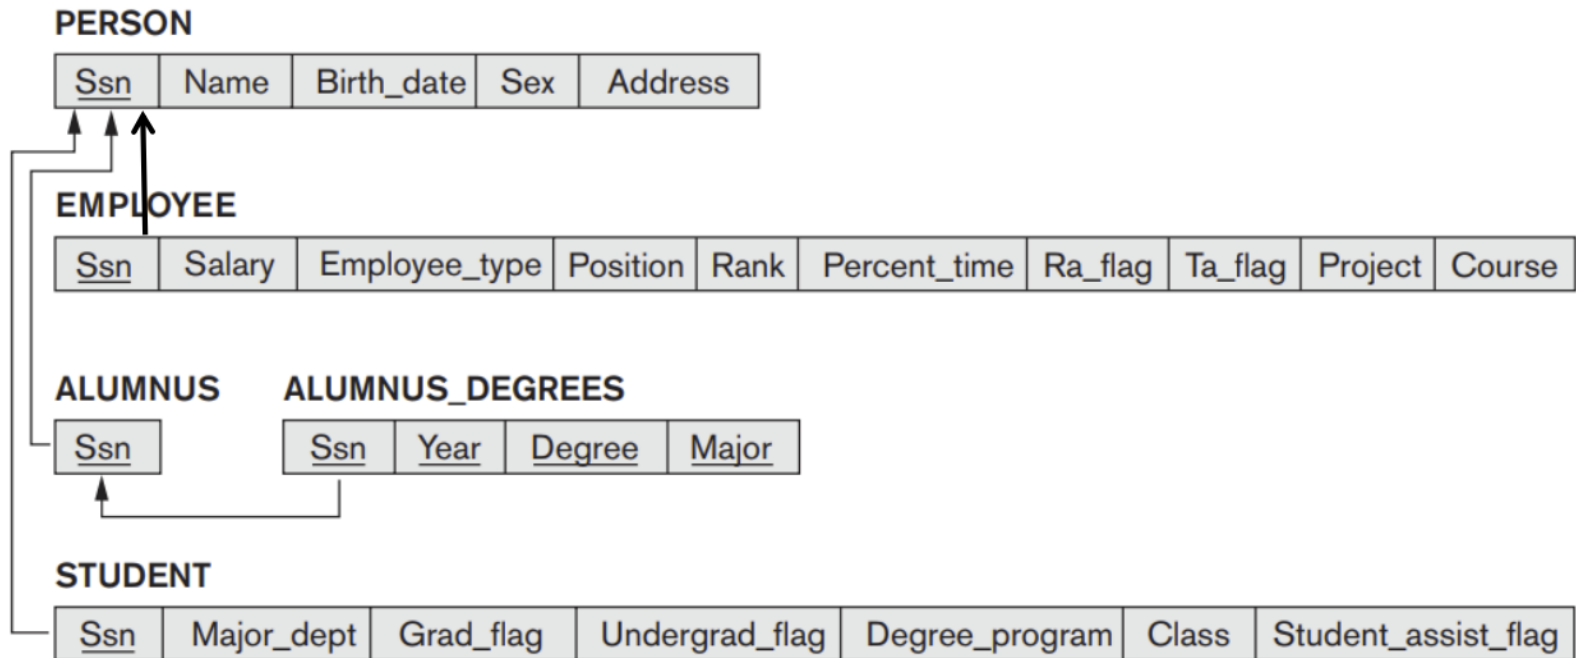 PERSON
Ssn Name Birth_date Sex Address
EMPLOYEE
Ssn Salary Employee_type Position Rank Percent_time Ra_flag Ta_flag Project Course
ALUMNUS ALUMNUS_DEGREES
Ssn Ssn Year Degree Major
STUDENT
Ssn Major_dept Grad_flag Undergrad_flag Degree_program Class Student_assist_flag